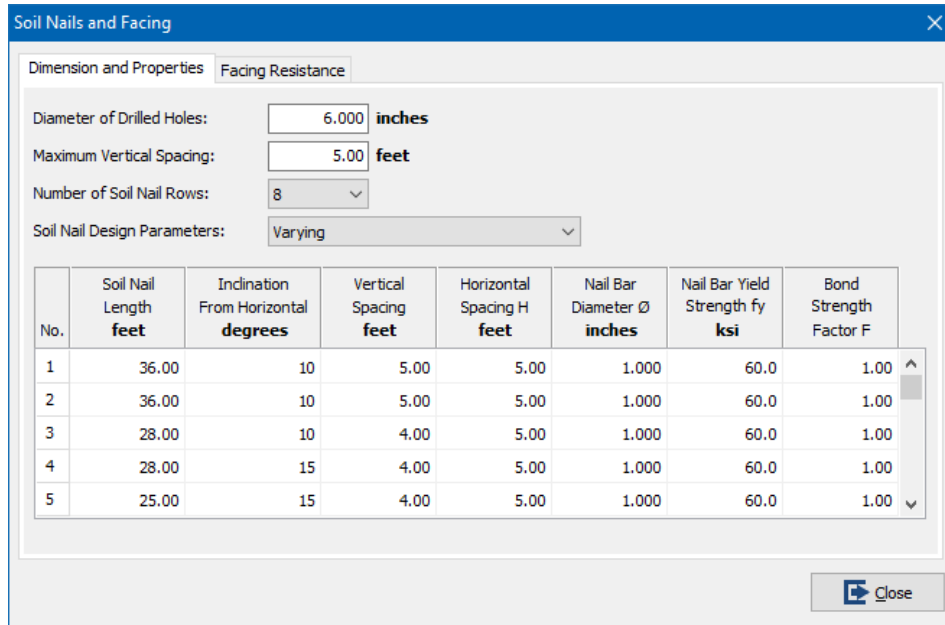 Soil Nails and Facing
Dimension and Properties Facing Resistance
Diameter of Drilled Holes: 6.000 inches
Maximum Vertical Spacing: 5.00 feet
Number of Soil Nail Rows: 8
Soil Nail Design Parameters: Varying
Soil Nail Inclination Vertical Horizontal Nail Bar Nail Bar Yield Bond
Length From Horizontal Spacing Spacing H Diameter Ø Strength fy Strength
No. feet degrees feet feet inches ksi Factor F
1 36.00 10 5.00 5.00 1.000 60.0 1.00
2 36.00 10 5.00 5.00 1.000 60.0 1.00
3 28.00 10 4.00 5.00 1.000 60.0 1.00
4 28.00 15 4.00 5.00 1.000 60.0 1.00
5 25.00 15 4.00 5.00 1.000 60.0 1.00
Close